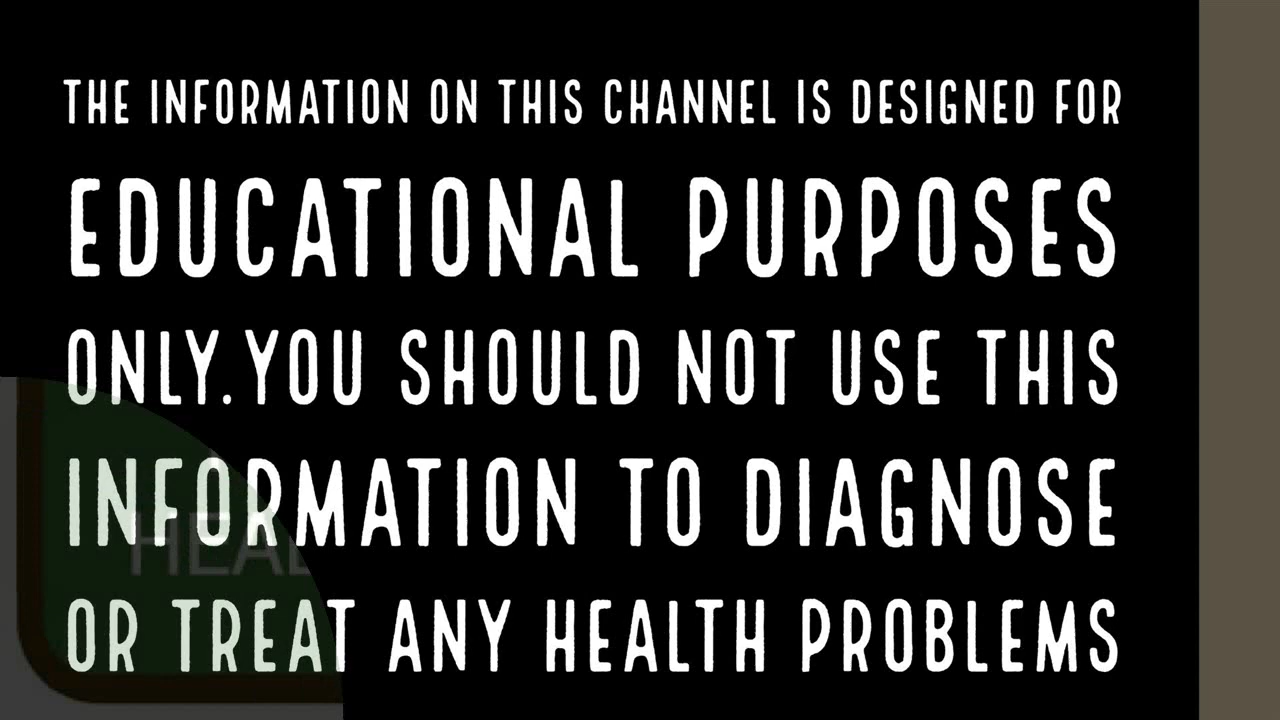 THE INFORMATION ON THIS CHANNEL IS DESIGNED FOR
EDUCATIONAL PURPOSES
ONLY.YOU SHOULD NOT USE THIS
INFORMATION TO DIAGNOSE
OR TREAT ANY HEALTH PROBLEMS